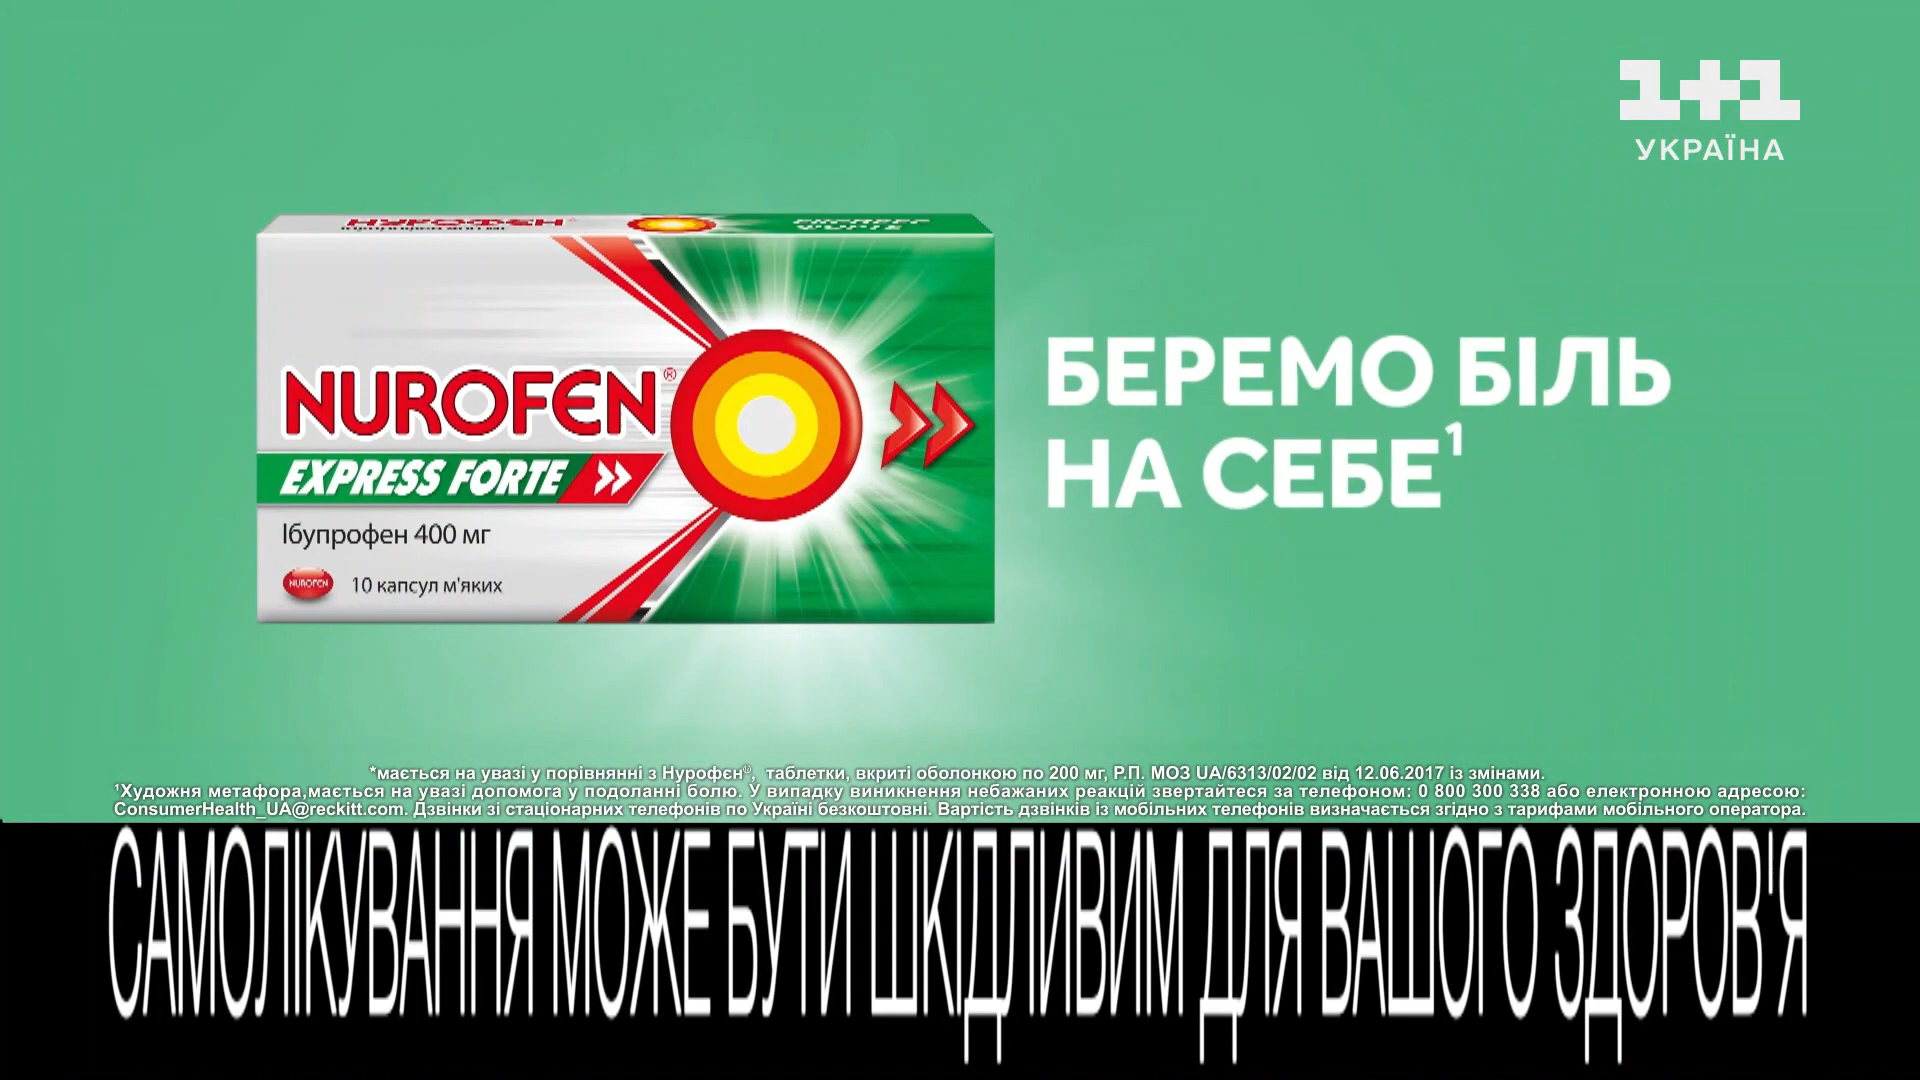 1+1
УКРАЇНА
НУРОФЄН®
NUROFEN®
EXPRESS FORTE
Ібупрофен 400 мг
NUROFEN
10 капсул м'яких
БЕРЕМО БІЛЬ
НА СЕБЕ¹
*мається на увазі у порівнянні з Нурофєн®, таблетки, вкриті оболонкою по 200 мг, Р.П. МОЗ UA/6313/02/02 від 12.06.2017 із змінами.
¹Художня метафора,мається на увазі допомога у подоланні болю. У випадку виникнення небажаних реакцій звертайтеся за телефоном: 0 800 300 338 або електронною адресою:
ConsumerHealth_UA@reckitt.com. Дзвінки зі стаціонарних телефонів по Україні безкоштовні. Вартість дзвінків із мобільних телефонів визначається згідно з тарифами мобільного оператора.
САМОЛІКУВАННЯ МОЖЕ БУТИ ШКІДЛИВИМ ДЛЯ ВАШОГО ЗДОРОВ'Я